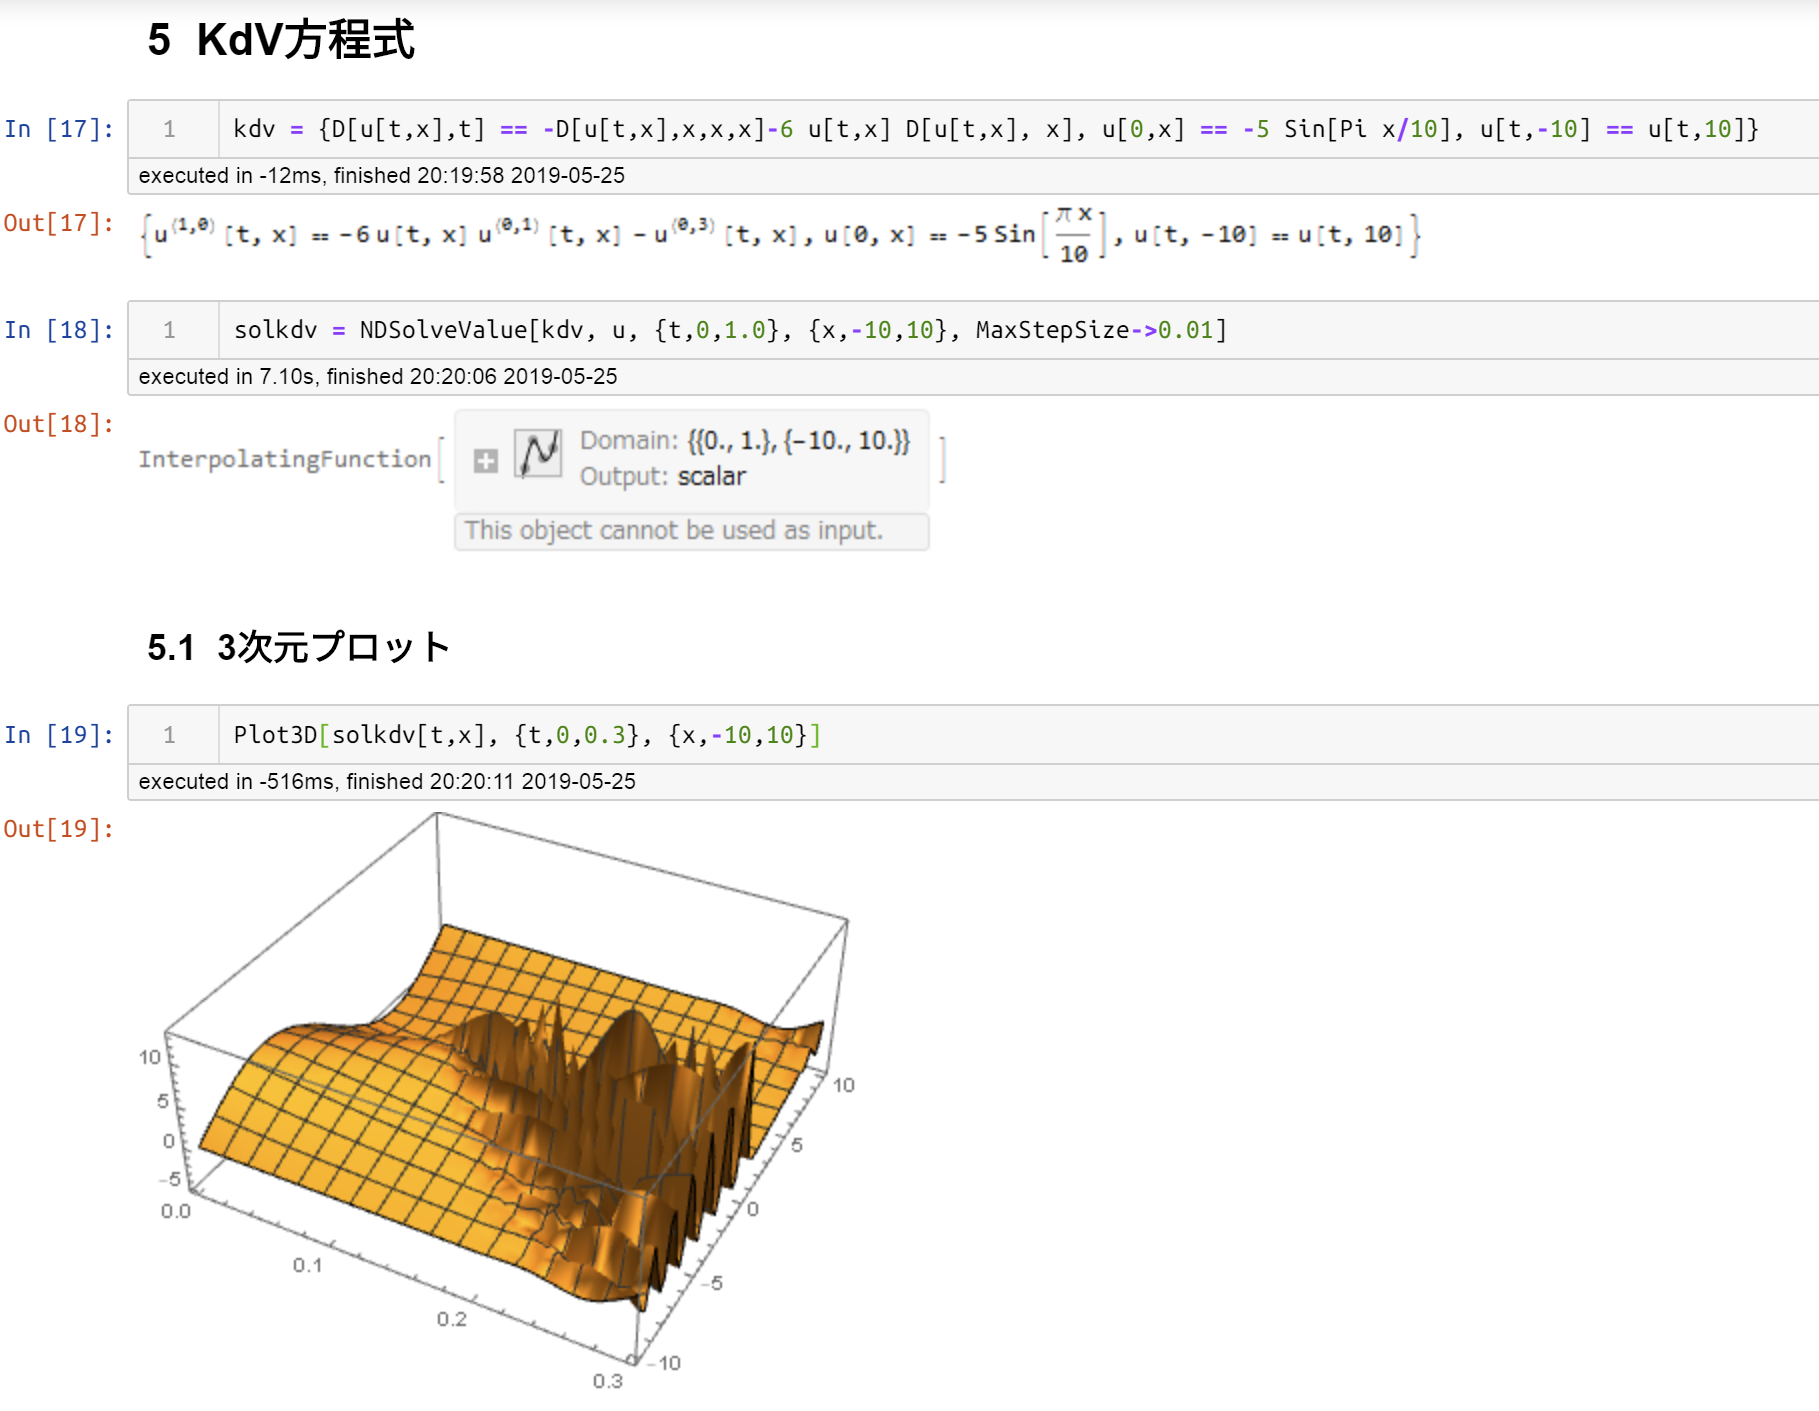 5 KdV方程式
In [17]: 1 kdv = {D[u[t,x],t] == -D[u[t,x],x,x,x]-6 u[t,x] D[u[t,x], x], u[0,x] == -5 Sin[Pi x/10], u[t,-10] == u[t,10]}
executed in -12ms, finished 20:19:58 2019-05-25
Out[17]: {u^(1,0)[t, x] == -6 u[t, x] u^(0,1)[t, x] - u^(0,3)[t, x], u[0, x] == -5 Sin[π x/10], u[t, -10] == u[t, 10]}
In [18]: 1 solkdv = NDSolveValue[kdv, u, {t,0,1.0}, {x,-10,10}, MaxStepSize->0.01]
executed in 7.10s, finished 20:20:06 2019-05-25
Out[18]:
InterpolatingFunction[ Domain: {{0., 1.}, {-10., 10.}}
Output: scalar ]
This object cannot be used as input.
5.1 3次元プロット
In [19]: 1 Plot3D[solkdv[t,x], {t,0,0.3}, {x,-10,10}]
executed in -516ms, finished 20:20:11 2019-05-25
Out[19]:
10
5
0
-5
0.0
0.1
0.2
0.3
10
5
0
-5
-10